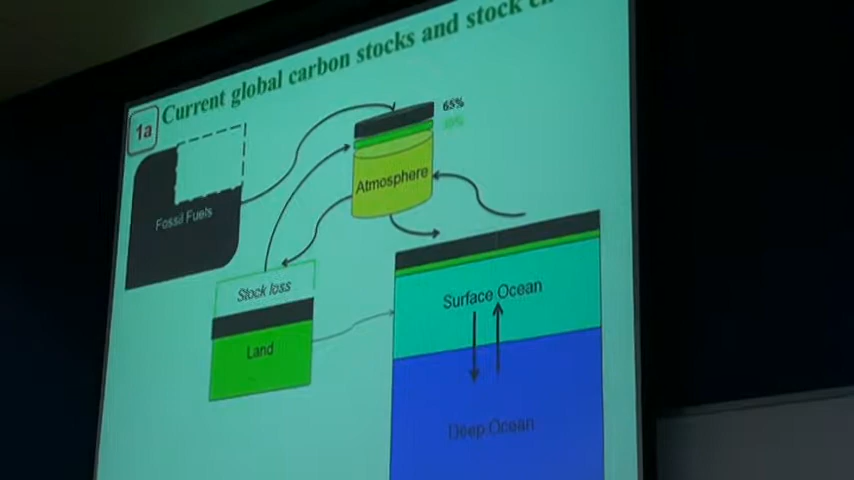 Current global carbon stocks and stock
1a
65%
Fossil Fuels
Atmosphere
Stock loss
Surface Ocean
Land
Deep Ocean